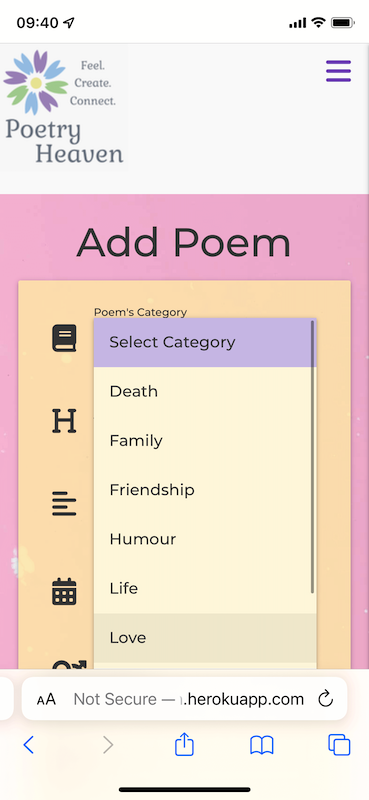 09:40
Feel.
Create.
Connect.
Poetry
Heaven
Add Poem
Poem's Category
Select Category
Death
Family
Friendship
Humour
Life
Love
AA Not Secure — .herokuapp.com